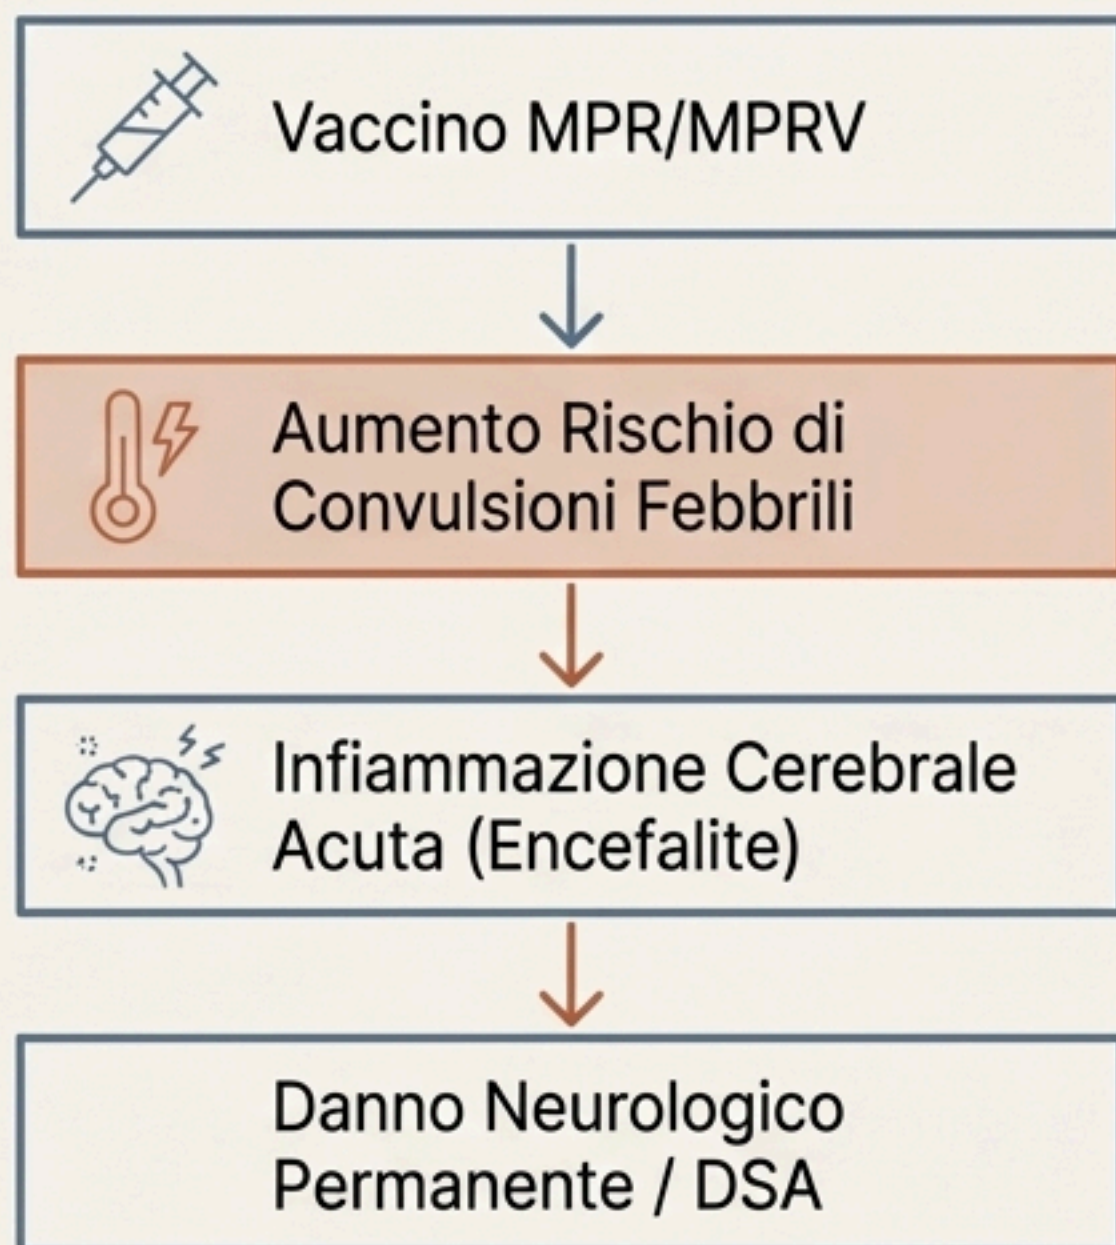 Vaccino MPR/MPRV
Aumento Rischio di
Convulsioni Febbrili
Infiammazione Cerebrale
Acuta (Encefalite)
Danno Neurologico
Permanente / DSA